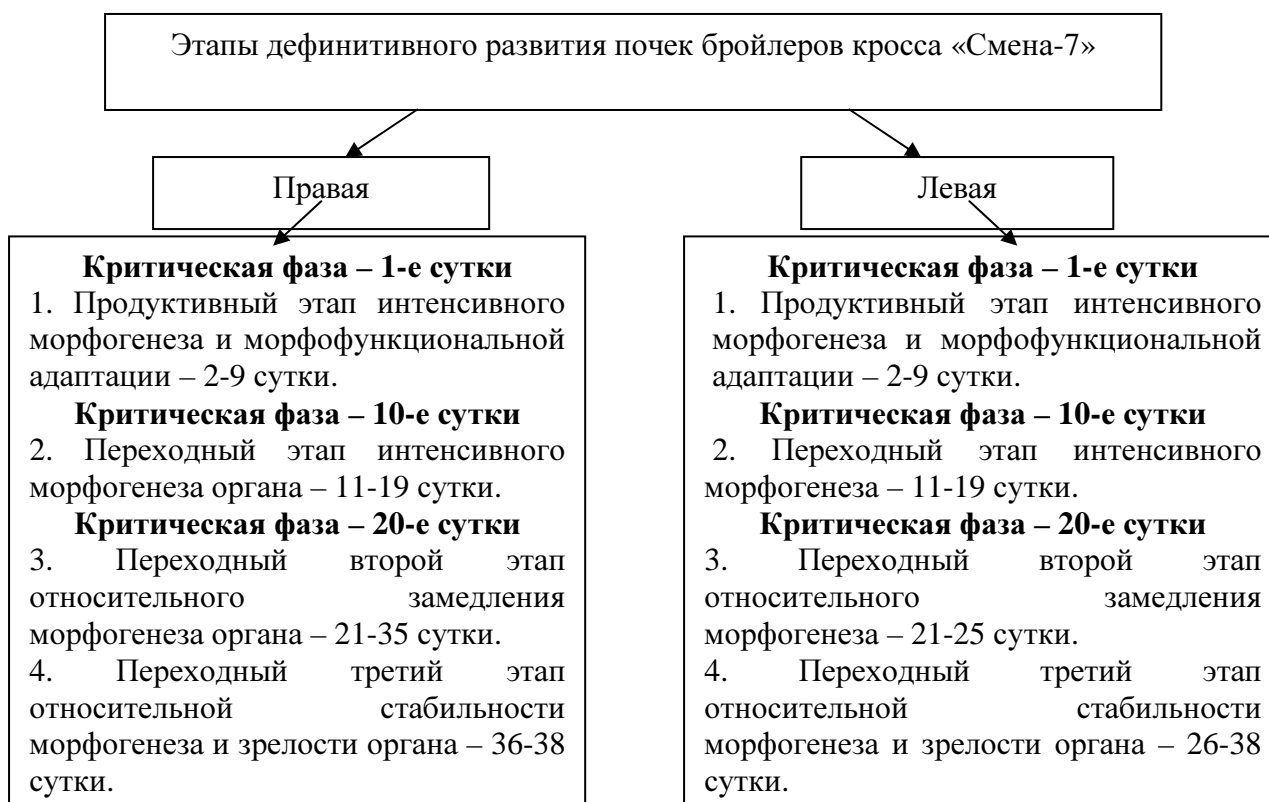 Этапы дефинитивного развития почек бройлеров кросса «Смена-7»
Правая
Критическая фаза – 1-е сутки
1. Продуктивный этап интенсивного
морфогенеза и морфофункциональной
адаптации – 2-9 сутки.
Критическая фаза – 10-е сутки
2. Переходный этап интенсивного
морфогенеза органа – 11-19 сутки.
Критическая фаза – 20-е сутки
3. Переходный второй этап
относительного замедления
морфогенеза органа – 21-35 сутки.
4. Переходный третий этап
относительной стабильности
морфогенеза и зрелости органа – 36-38
сутки.
Левая
Критическая фаза – 1-е сутки
1. Продуктивный этап интенсивного
морфогенеза и морфофункциональной
адаптации – 2-9 сутки.
Критическая фаза – 10-е сутки
2. Переходный этап интенсивного
морфогенеза – 11-19 сутки.
Критическая фаза – 20-е сутки
3. Переходный второй этап
относительного замедления
морфогенеза – 21-25 сутки.
4. Переходный третий этап
относительной стабильности
морфогенеза и зрелости органа – 26-38
сутки.